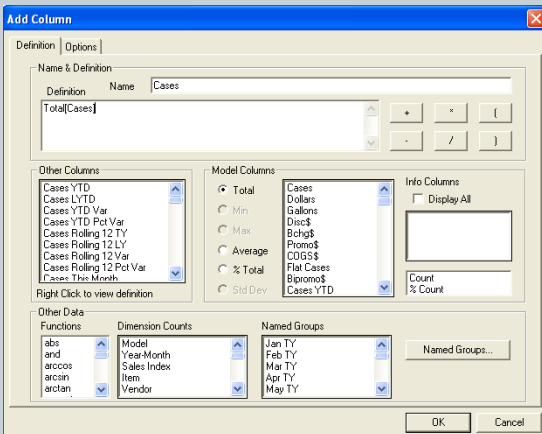 Add Column
Definition
Options
Name & Definition
Definition
Name
Cases
Total[Cases]
+
*
(
-
/
)
Other Columns
Cases YTD
Cases LYTD
Cases YTD Var
Cases YTD Pct Var
Cases Rolling 12 TY
Cases Rolling 12 LY
Cases Rolling 12 Var
Cases Rolling 12 Pct Var
Cases This Month
Right Click to view definition
Model Columns
Total
Min
Max
Average
% Total
Std Dev
Cases
Dollars
Gallons
Disc$
Bchg$
Promo$
COGS$
Flat Cases
Bipromo$
Cases YTD
Info Columns
Display All
Count
% Count
Other Data
Functions
abs
and
arccos
arcsin
arctan
Dimension Counts
Model
Year-Month
Sales Index
Item
Vendor
Named Groups
Jan TY
Feb TY
Mar TY
Apr TY
May TY
Named Groups...
OK
Cancel